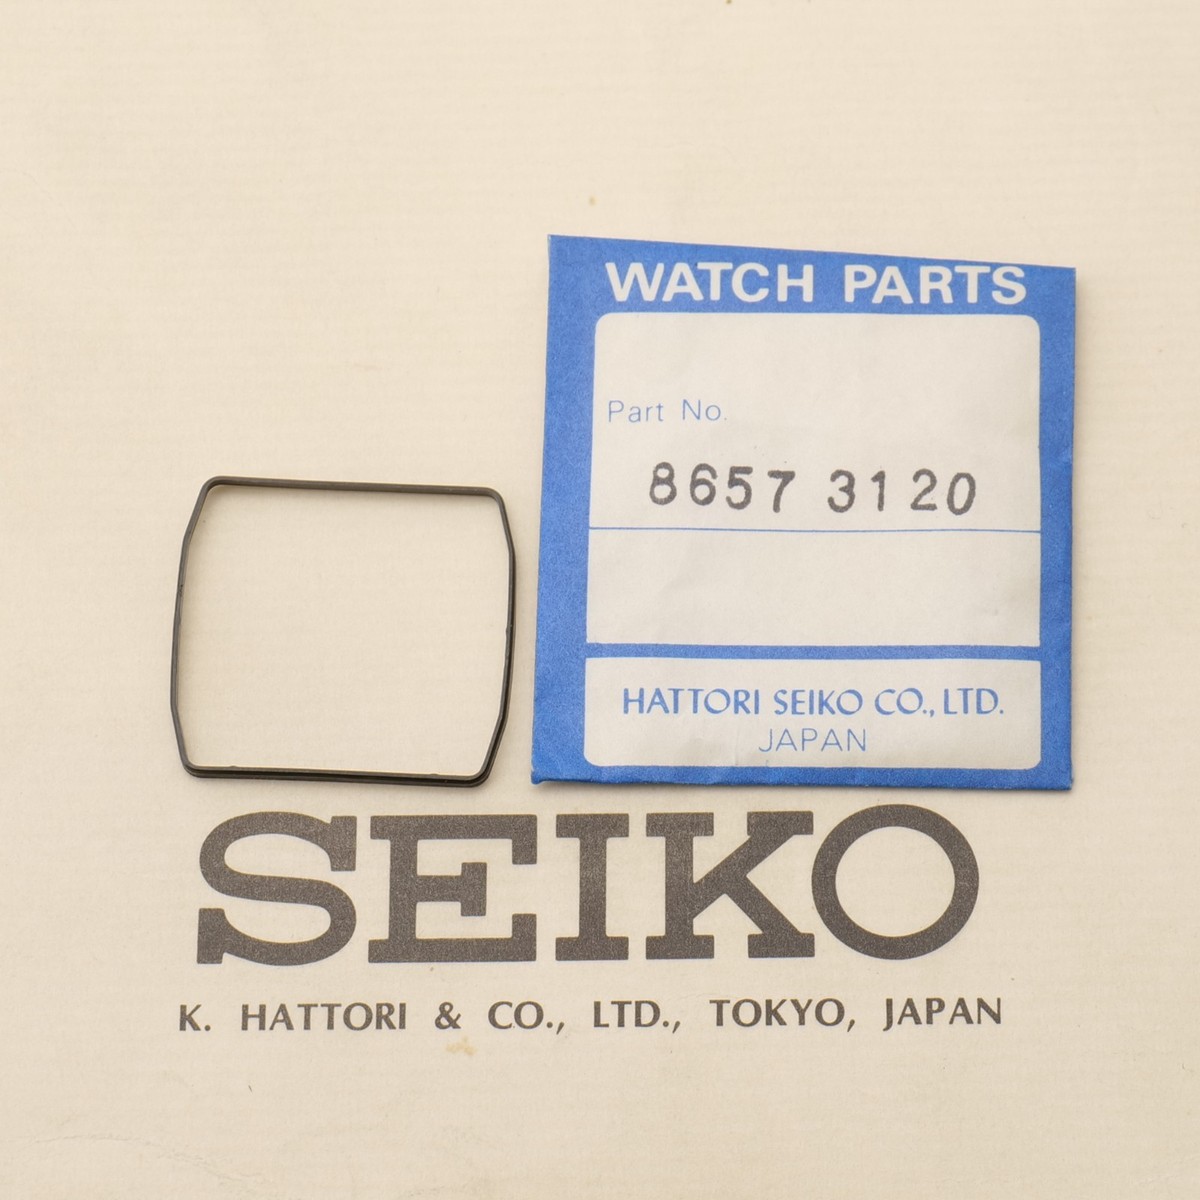 WATCH PARTS
Part No.
8657 3120
HATTORI SEIKO CO., LTD.
JAPAN
SEIKO
K. HATTORI & CO., LTD., TOKYO, JAPAN